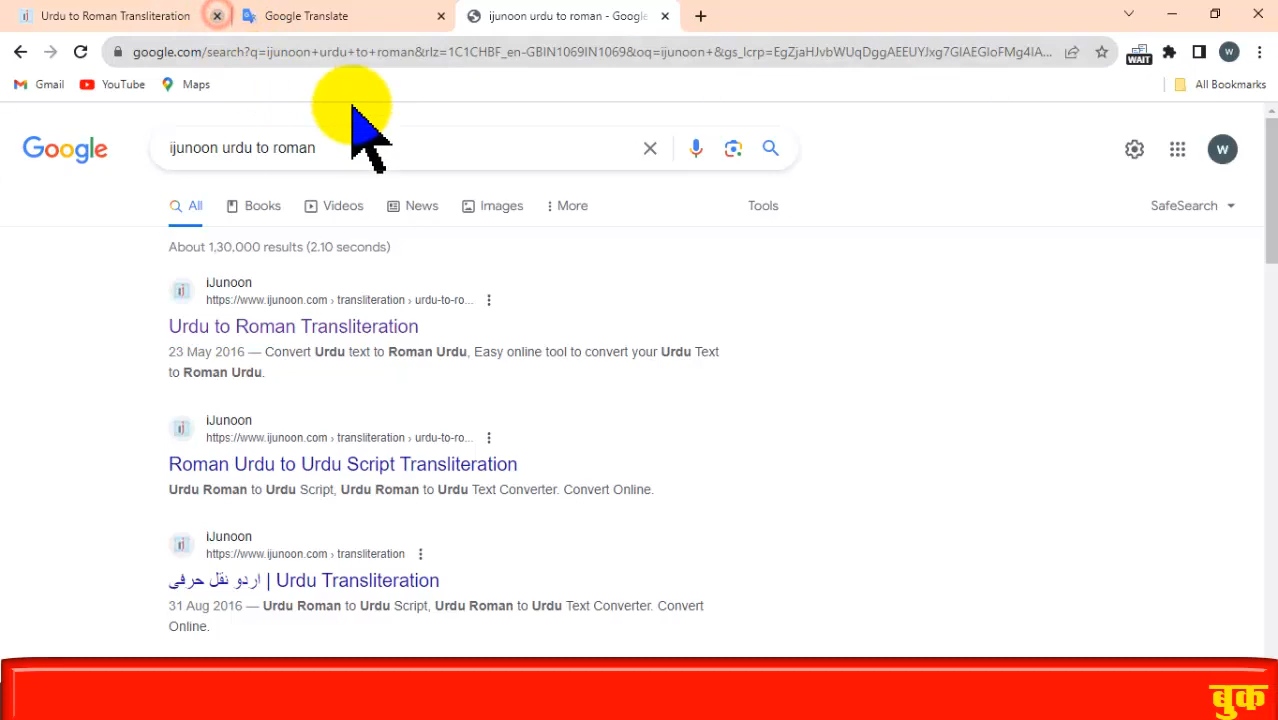 Urdu to Roman Transliteration
Google Translate
ijunoon urdu to roman - Google
google.com/search?q=ijunoon+urdu+to+roman&rlz=1C1CHBF_en-GBIN1069IN1069&oq=ijunoon+&gs_lcrp=EgZjaHJvbWUqDggAEEUYJxg7GIAEGIoFMg4IA...
WAIT
W
Gmail
YouTube
Maps
All Bookmarks
Google
ijunoon urdu to roman
W
All
Books
Videos
News
Images
More
Tools
SafeSearch
About 1,30,000 results (2.10 seconds)
iJunoon
https://www.ijunoon.com › transliteration › urdu-to-ro...
Urdu to Roman Transliteration
23 May 2016 — Convert Urdu text to Roman Urdu, Easy online tool to convert your Urdu Text
to Roman Urdu.
iJunoon
https://www.ijunoon.com › transliteration › urdu-to-ro...
Roman Urdu to Urdu Script Transliteration
Urdu Roman to Urdu Script, Urdu Roman to Urdu Text Converter. Convert Online.
iJunoon
https://www.ijunoon.com › transliteration
اردو نقل حرفی | Urdu Transliteration
31 Aug 2016 — Urdu Roman to Urdu Script, Urdu Roman to Urdu Text Converter. Convert
Online.
बुक